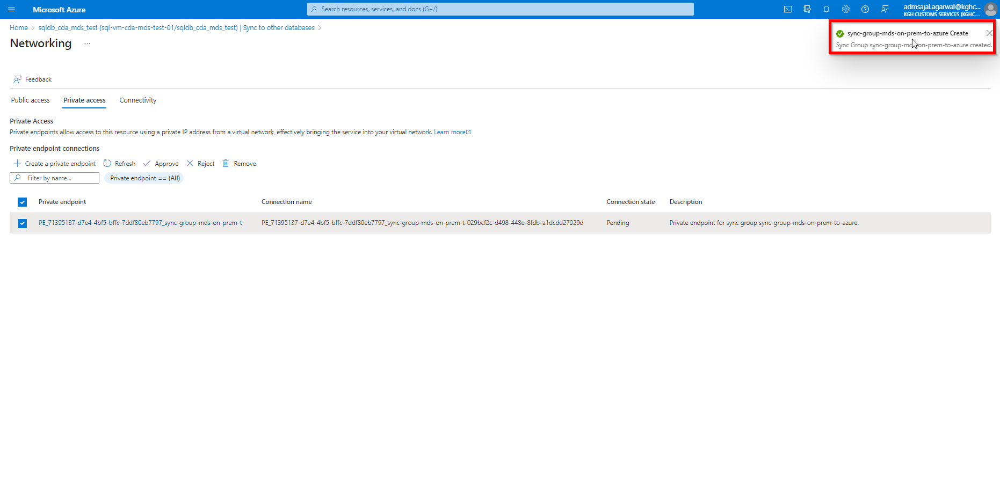 Microsoft Azure
Search resources, services, and docs (G+/)
admsajal.agarwal@kghc...
KGH CUSTOMS SERVICES (KGHC....
Home > sqldb_cda_mds_test (sql-vm-cda-mds-test-01/sqldb_cda_mds_test) | Sync to other databases >
Networking ...
sync-group-mds-on-prem-to-azure Create
Sync Group sync-group-mds-on-prem-to-azure created.
Feedback
Public access Private access Connectivity
Private Access
Private endpoints allow access to this resource using a private IP address from a virtual network, effectively bringing the service into your virtual network. Learn more
Private endpoint connections
Create a private endpoint Refresh Approve Reject Remove
Filter by name... Private endpoint == (All)
Private endpoint Connection name Connection state Description
PE_71395137-d7e4-4bf5-bffc-7ddf80eb7797_sync-group-mds-on-prem-t PE_71395137-d7e4-4bf5-bffc-7ddf80eb7797_sync-group-mds-on-prem-t-029bcf2c-d498-448e-8fdb-a1dcdd27029d Pending Private endpoint for sync group sync-group-mds-on-prem-to-azure.